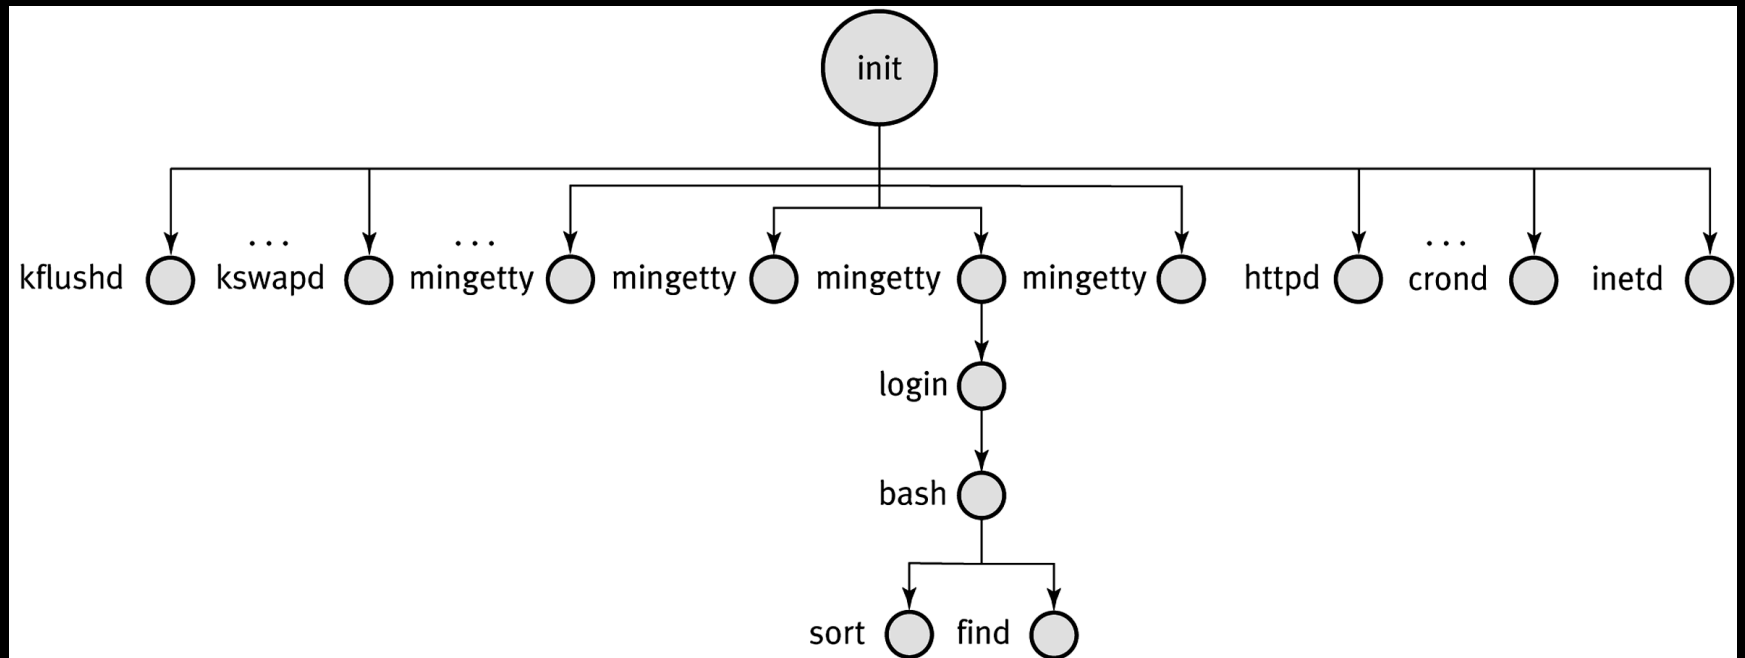 init
... ... ...
kflushd kswapd mingetty mingetty mingetty mingetty httpd crond inetd
login
bash
sort find